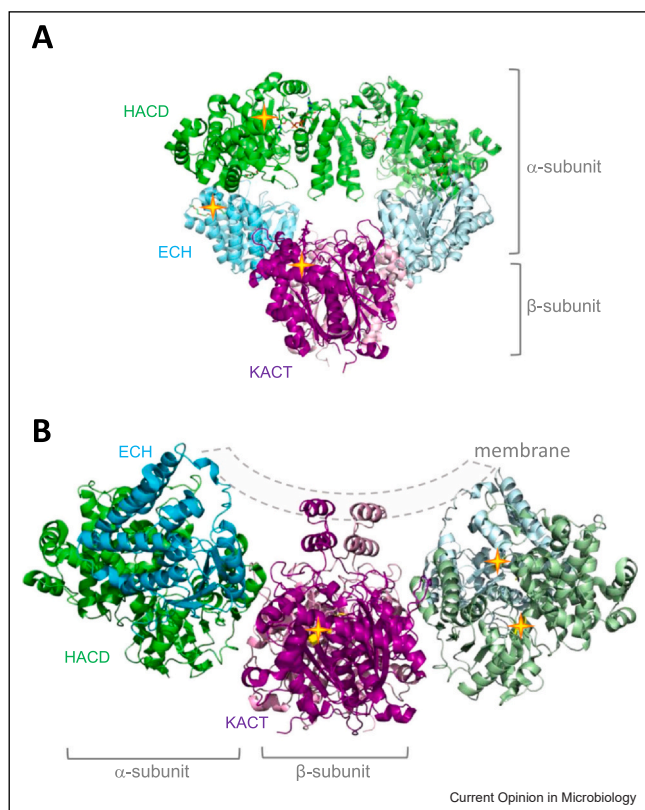 A
HACD
α-subunit
ECH
β-subunit
KACT
B
ECH
membrane
HACD
KACT
α-subunit
β-subunit
Current Opinion in Microbiology